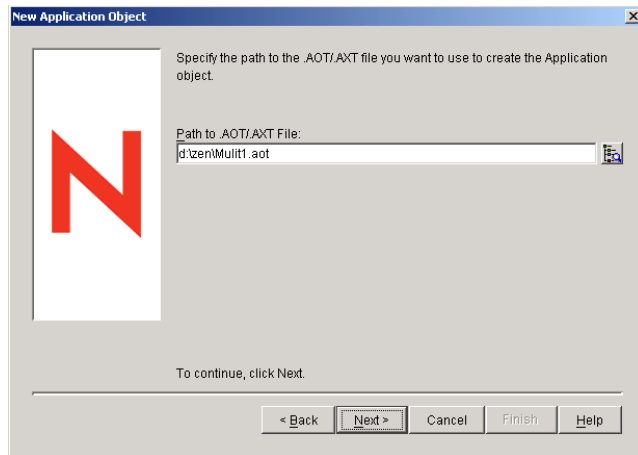 New Application Object
Specify the path to the .AOT/.AXT file you want to use to create the Application
object.
Path to .AOT/.AXT File:
d:\zen\Mulit1.aot
To continue, click Next.
< Back Next > Cancel Finish Help